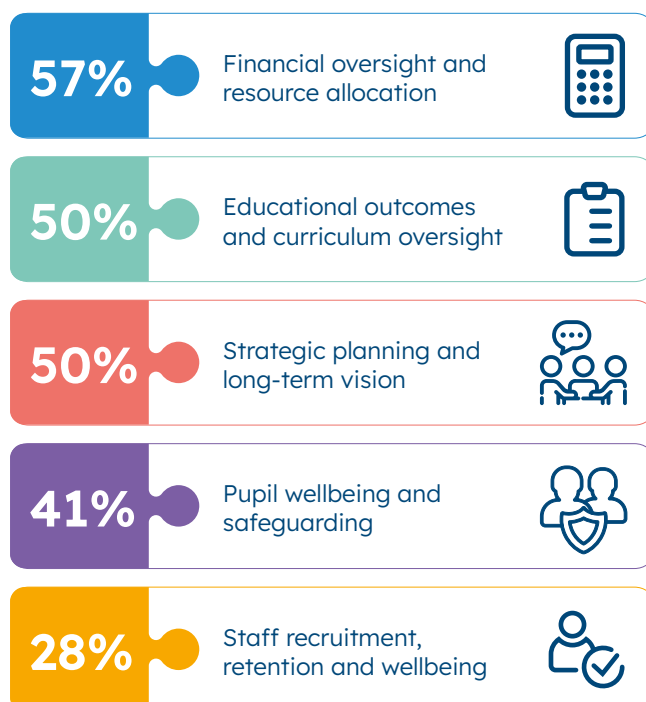 57%
Financial oversight and
resource allocation
50%
Educational outcomes
and curriculum oversight
50%
Strategic planning and
long-term vision
41%
Pupil wellbeing and
safeguarding
28%
Staff recruitment,
retention and wellbeing